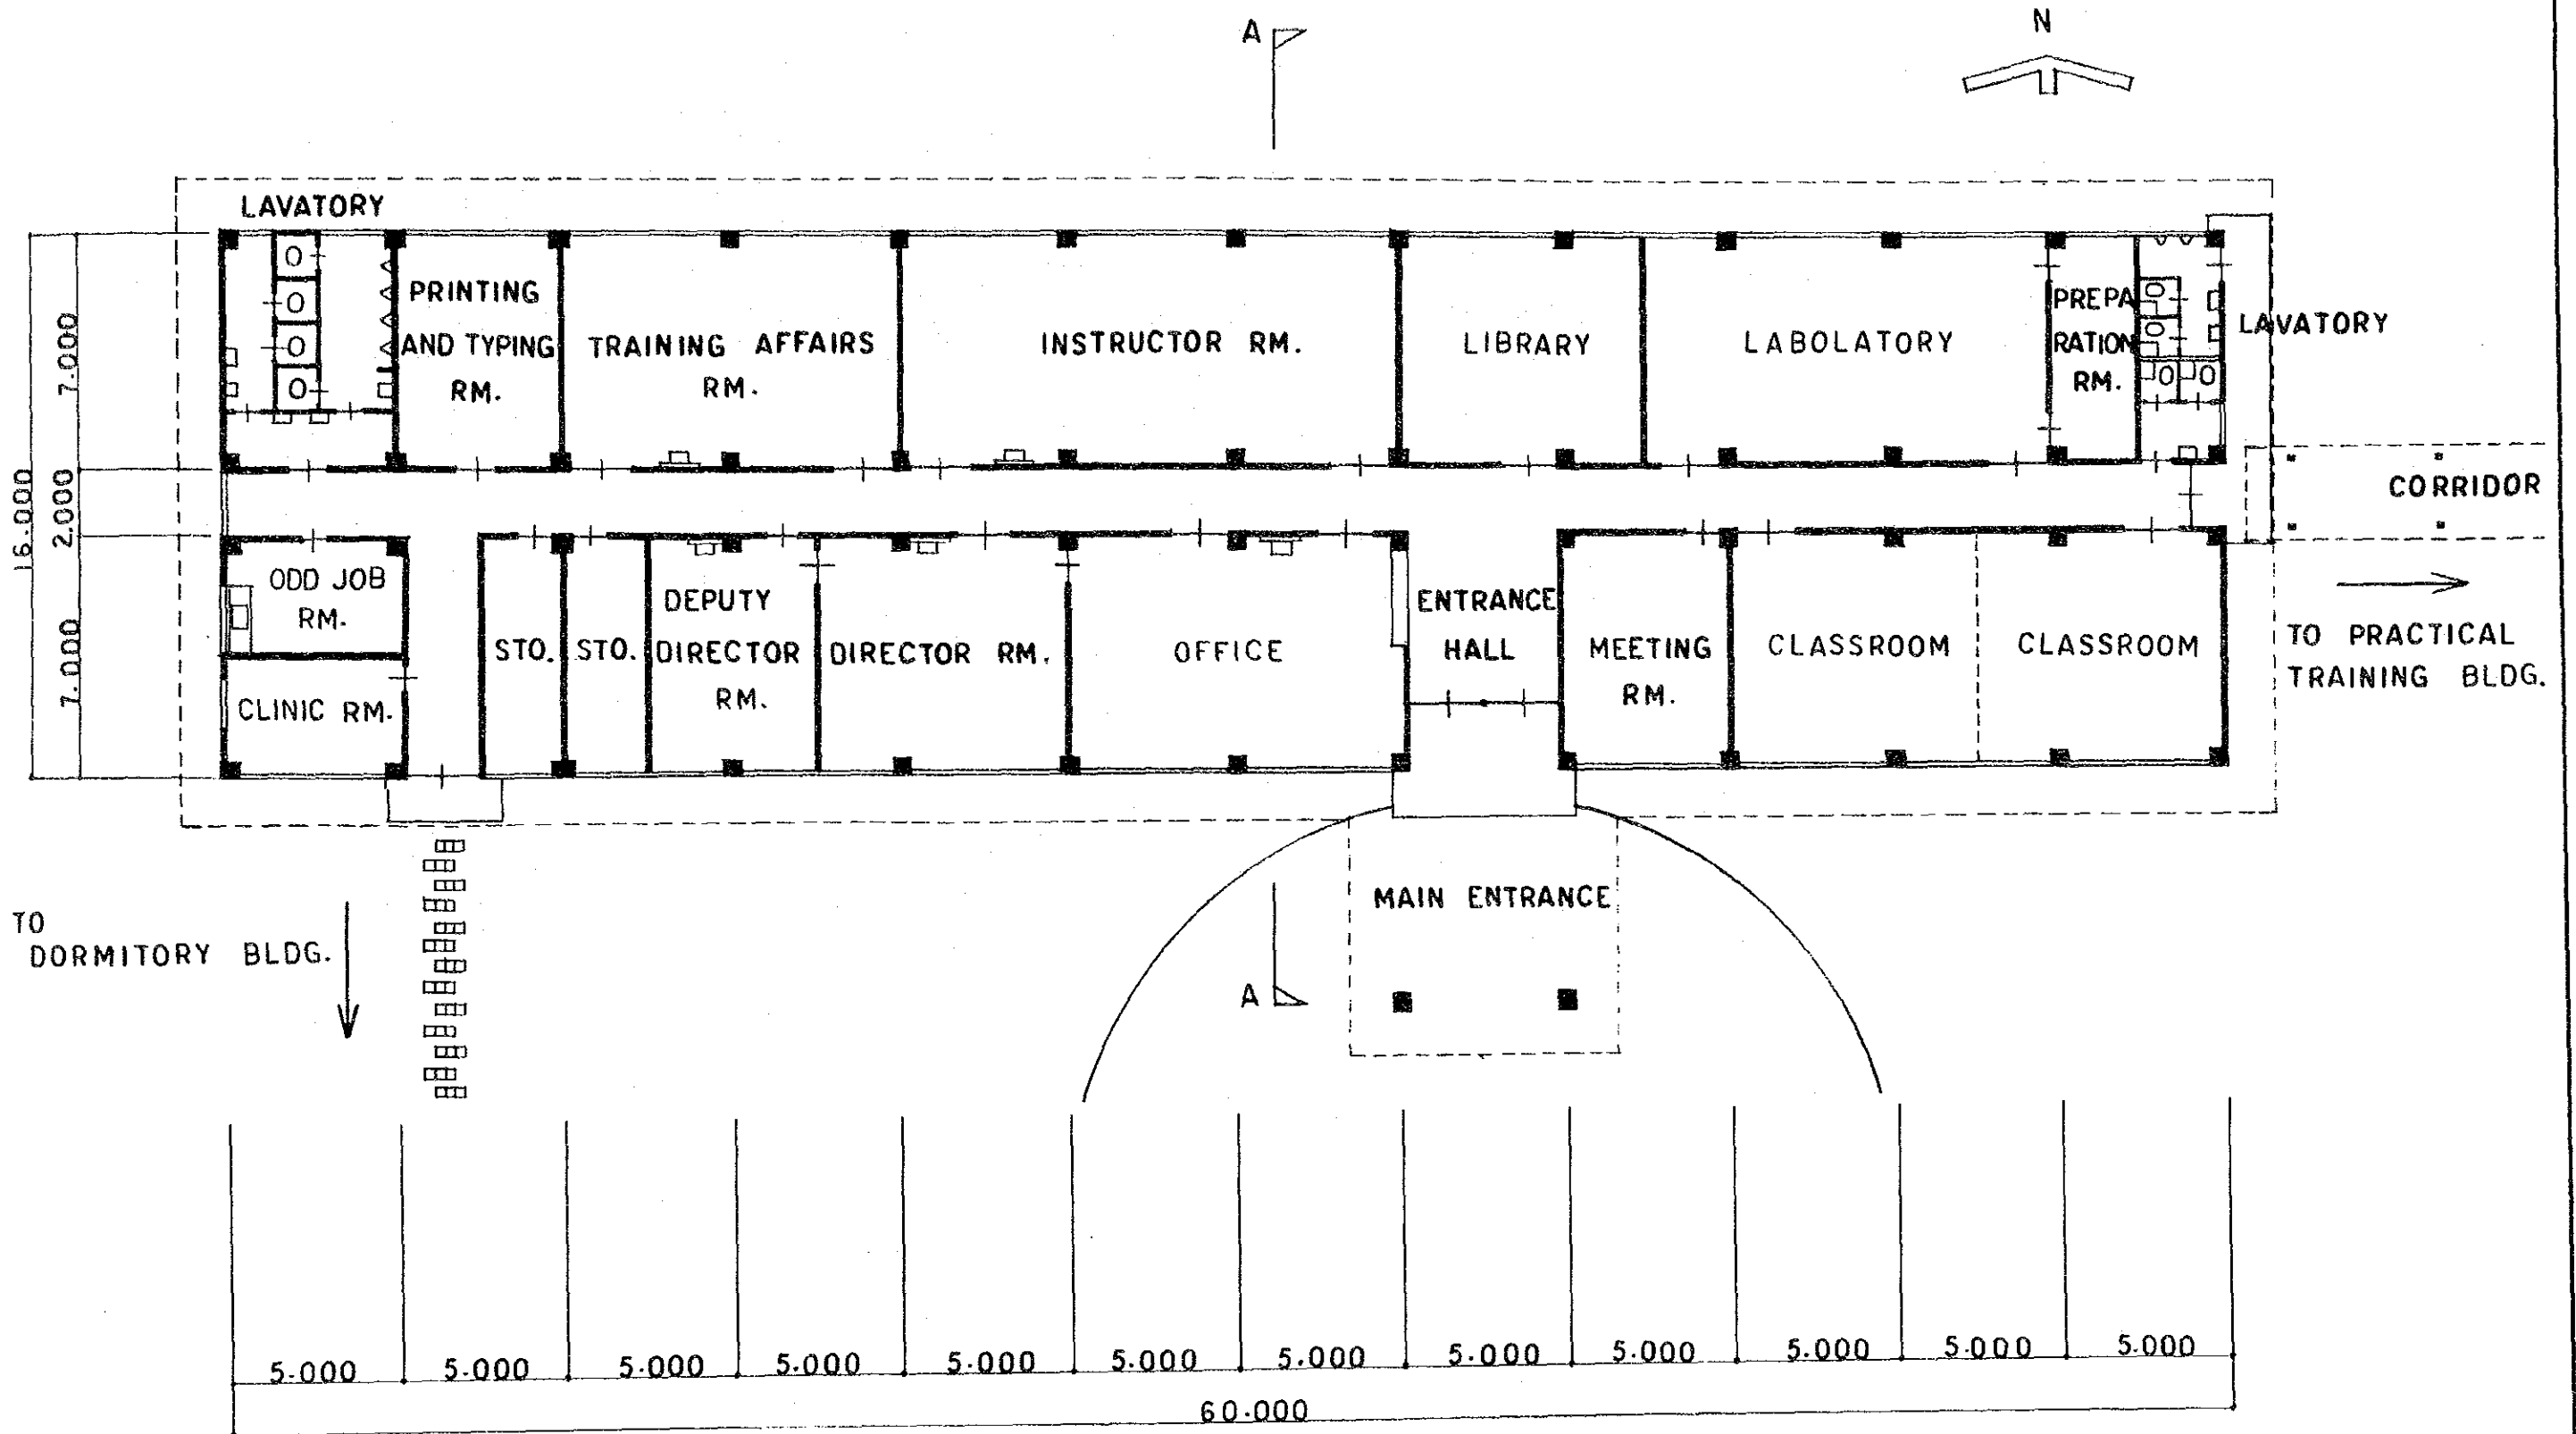 A
N
LAVATORY
PRINTING
AND TYPING
RM.
TRAINING AFFAIRS
RM.
INSTRUCTOR RM.
LIBRARY
LABOLATORY
PREPA
RATION
RM.
LAVATORY
7.000
2.000
16.000
7.000
CORRIDOR
ODD JOB
RM.
CLINIC RM.
STO.
STO.
DEPUTY
DIRECTOR
RM.
DIRECTOR RM.
OFFICE
ENTRANCE
HALL
MEETING
RM.
CLASSROOM
CLASSROOM
TO PRACTICAL
TRAINING BLDG.
MAIN ENTRANCE
A
TO
DORMITORY BLDG.
5.000
5.000
5.000
5.000
5.000
5.000
5.000
5.000
5.000
5.000
5.000
5.000
60.000